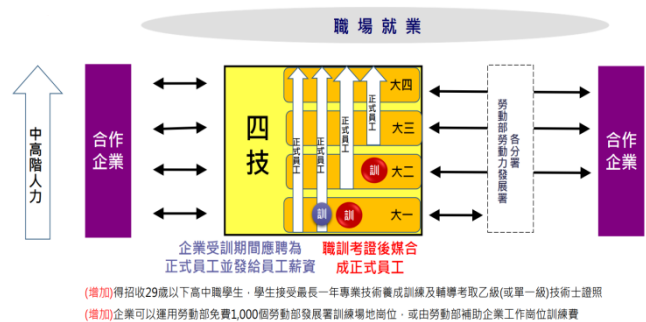 職場就業
中高階人力
合作
企業
四技
大四
大三
大二
大一
正式員工
正式員工
正式員工
正式員工
訓
訓
訓
勞動部勞動力發展署
各分署
合作
企業
企業受訓期間應聘為
正式員工並發給員工薪資
職訓考證後媒合
成正式員工
(增加)得招收29歲以下高中職學生，學生接受最長一年專業技術養成訓練及輔導考取乙級(或單一級)技術士證照
(增加)企業可以運用勞動部免費1,000個勞動部發展署訓練場地崗位，或由勞動部補助企業工作崗位訓練費